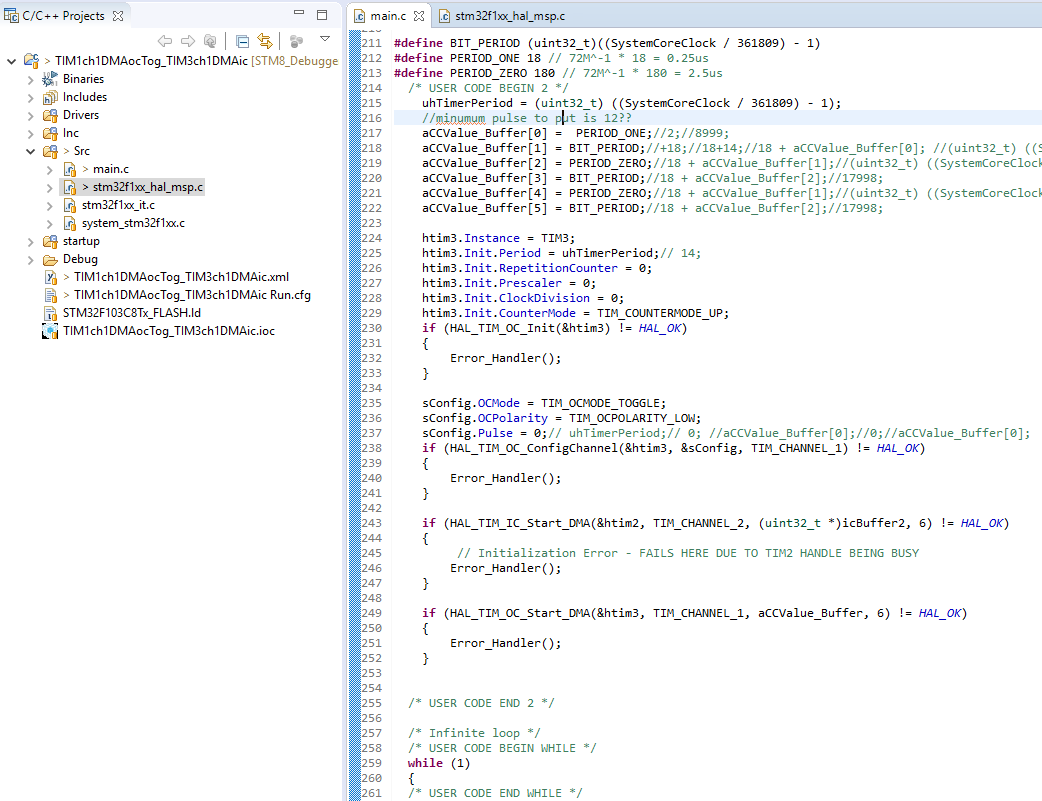 C/C++ Projects
> TIM1ch1DMAocTog_TIM3ch1DMAic [STM8_Debugge
Binaries
Includes
Drivers
Inc
> Src
> main.c
> stm32f1xx_hal_msp.c
stm32f1xx_it.c
system_stm32f1xx.c
startup
Debug
> TIM1ch1DMAocTog_TIM3ch1DMAic.xml
> TIM1ch1DMAocTog_TIM3ch1DMAic Run.cfg
STM32F103C8Tx_FLASH.ld
TIM1ch1DMAocTog_TIM3ch1DMAic.ioc
main.c stm32f1xx_hal_msp.c
211 #define BIT_PERIOD (uint32_t)((SystemCoreClock / 361809) - 1)
212 #define PERIOD_ONE 18 // 72M^-1 * 18 = 0.25us
213 #define PERIOD_ZERO 180 // 72M^-1 * 180 = 2.5us
214 /* USER CODE BEGIN 2 */
215 uhTimerPeriod = (uint32_t) ((SystemCoreClock / 361809) - 1);
216 //minumum pulse to put is 12??
217 aCCValue_Buffer[0] =  PERIOD_ONE;//2;//8999;
218 aCCValue_Buffer[1] = BIT_PERIOD;//+18;//18+14;//18 + aCCValue_Buffer[0]; //(uint32_t) ((S
219 aCCValue_Buffer[2] = PERIOD_ZERO;//18 + aCCValue_Buffer[1];//(uint32_t) ((SystemCoreClock
220 aCCValue_Buffer[3] = BIT_PERIOD;//18 + aCCValue_Buffer[2];//17998;
221 aCCValue_Buffer[4] = PERIOD_ZERO;//18 + aCCValue_Buffer[1];//(uint32_t) ((SystemCoreClock
222 aCCValue_Buffer[5] = BIT_PERIOD;//18 + aCCValue_Buffer[2];//17998;
223
224 htim3.Instance = TIM3;
225 htim3.Init.Period = uhTimerPeriod;// 14;
226 htim3.Init.RepetitionCounter = 0;
227 htim3.Init.Prescaler = 0;
228 htim3.Init.ClockDivision = 0;
229 htim3.Init.CounterMode = TIM_COUNTERMODE_UP;
230 if (HAL_TIM_OC_Init(&htim3) != HAL_OK)
231 {
232 Error_Handler();
233 }
234
235 sConfig.OCMode = TIM_OCMODE_TOGGLE;
236 sConfig.OCPolarity = TIM_OCPOLARITY_LOW;
237 sConfig.Pulse = 0;// uhTimerPeriod;// 0; //aCCValue_Buffer[0];//0;//aCCValue_Buffer[0];
238 if (HAL_TIM_OC_ConfigChannel(&htim3, &sConfig, TIM_CHANNEL_1) != HAL_OK)
239 {
240 Error_Handler();
241 }
242
243 if (HAL_TIM_IC_Start_DMA(&htim2, TIM_CHANNEL_2, (uint32_t *)icBuffer2, 6) != HAL_OK)
244 {
245 // Initialization Error - FAILS HERE DUE TO TIM2 HANDLE BEING BUSY
246 Error_Handler();
247 }
248
249 if (HAL_TIM_OC_Start_DMA(&htim3, TIM_CHANNEL_1, aCCValue_Buffer, 6) != HAL_OK)
250 {
251 Error_Handler();
252 }
253
254
255 /* USER CODE END 2 */
256
257 /* Infinite loop */
258 /* USER CODE BEGIN WHILE */
259 while (1)
260 {
261 /* USER CODE END WHILE */